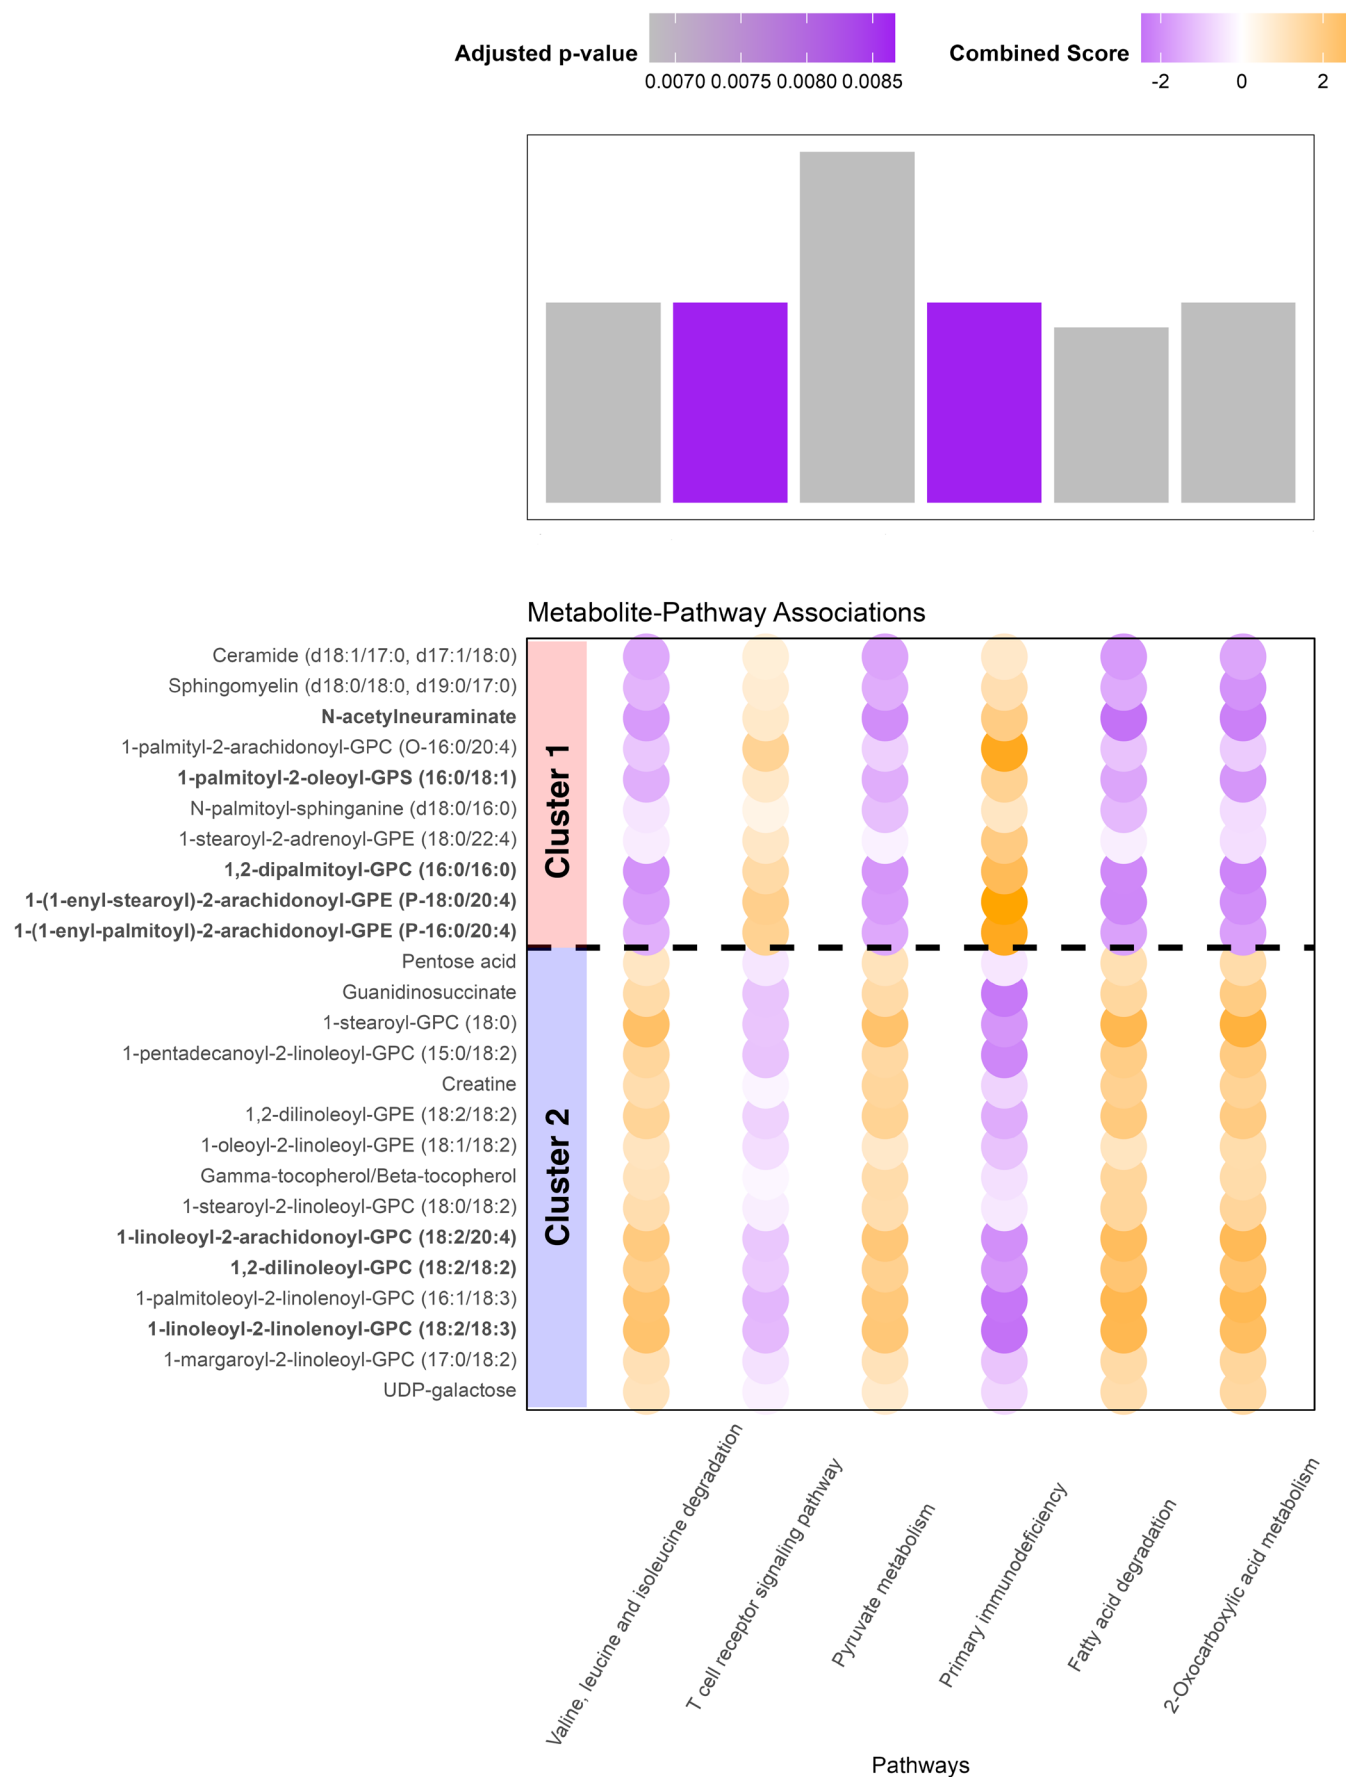 Adjusted p-value
0.0070 0.0075 0.0080 0.0085
Combined Score
-2 0 2
Metabolite-Pathway Associations
Ceramide (d18:1/17:0, d17:1/18:0)
Sphingomyelin (d18:0/18:0, d19:0/17:0)
N-acetylneuraminate
1-palmityl-2-arachidonoyl-GPC (O-16:0/20:4)
1-palmitoyl-2-oleoyl-GPS (16:0/18:1)
N-palmitoyl-sphinganine (d18:0/16:0)
1-stearoyl-2-adrenoyl-GPE (18:0/22:4)
1,2-dipalmitoyl-GPC (16:0/16:0)
1-(1-enyl-stearoyl)-2-arachidonoyl-GPE (P-18:0/20:4)
1-(1-enyl-palmitoyl)-2-arachidonoyl-GPE (P-16:0/20:4)
Cluster 1
Pentose acid
Guanidinosuccinate
1-stearoyl-GPC (18:0)
1-pentadecanoyl-2-linoleoyl-GPC (15:0/18:2)
Creatine
1,2-dilinoleoyl-GPE (18:2/18:2)
1-oleoyl-2-linoleoyl-GPE (18:1/18:2)
Gamma-tocopherol/Beta-tocopherol
1-stearoyl-2-linoleoyl-GPC (18:0/18:2)
1-linoleoyl-2-arachidonoyl-GPC (18:2/20:4)
1,2-dilinoleoyl-GPC (18:2/18:2)
1-palmitoleoyl-2-linolenoyl-GPC (16:1/18:3)
1-linoleoyl-2-linolenoyl-GPC (18:2/18:3)
1-margaroyl-2-linoleoyl-GPC (17:0/18:2)
UDP-galactose
Cluster 2
Valine, leucine and isoleucine degradation
T cell receptor signaling pathway
Pyruvate metabolism
Primary immunodeficiency
Fatty acid degradation
2-Oxocarboxylic acid metabolism
Pathways